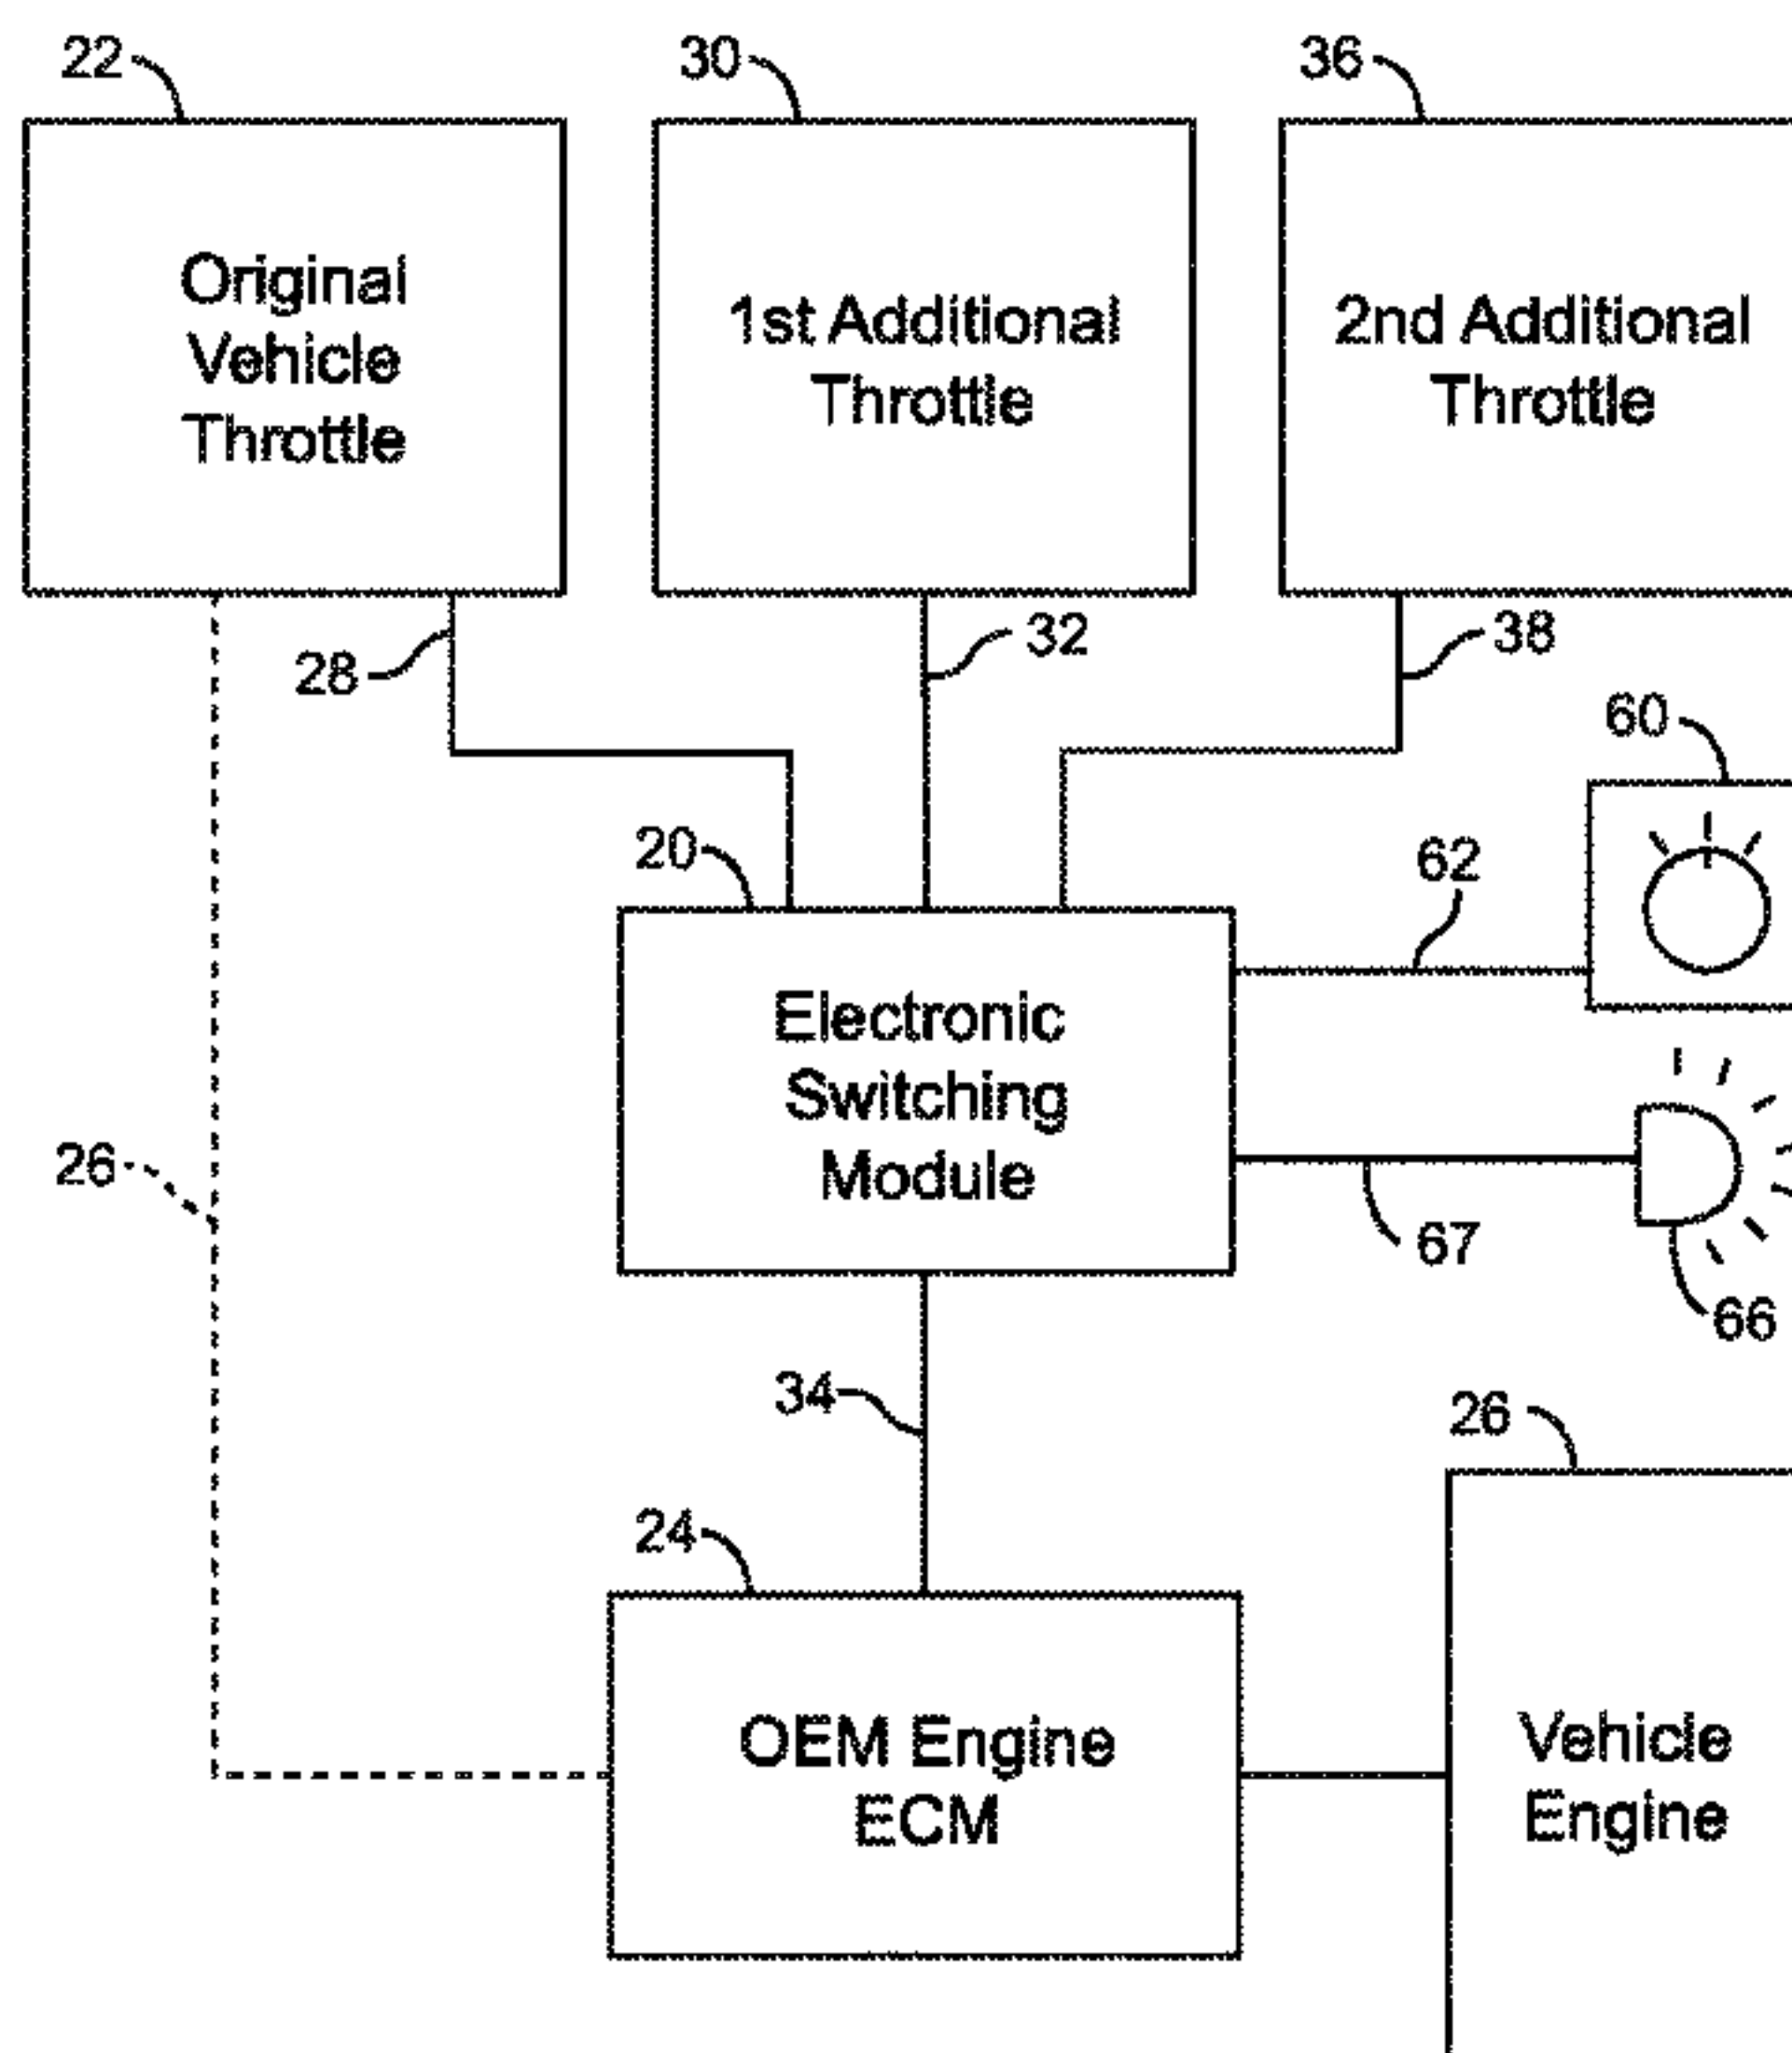 22
30
36
Original
Vehicle
Throttle
1st Additional
Throttle
2nd Additional
Throttle
28
32
38
60
20
62
Electronic
Switching
Module
26
67
66
34
26
24
OEM Engine
ECM
Vehicle
Engine